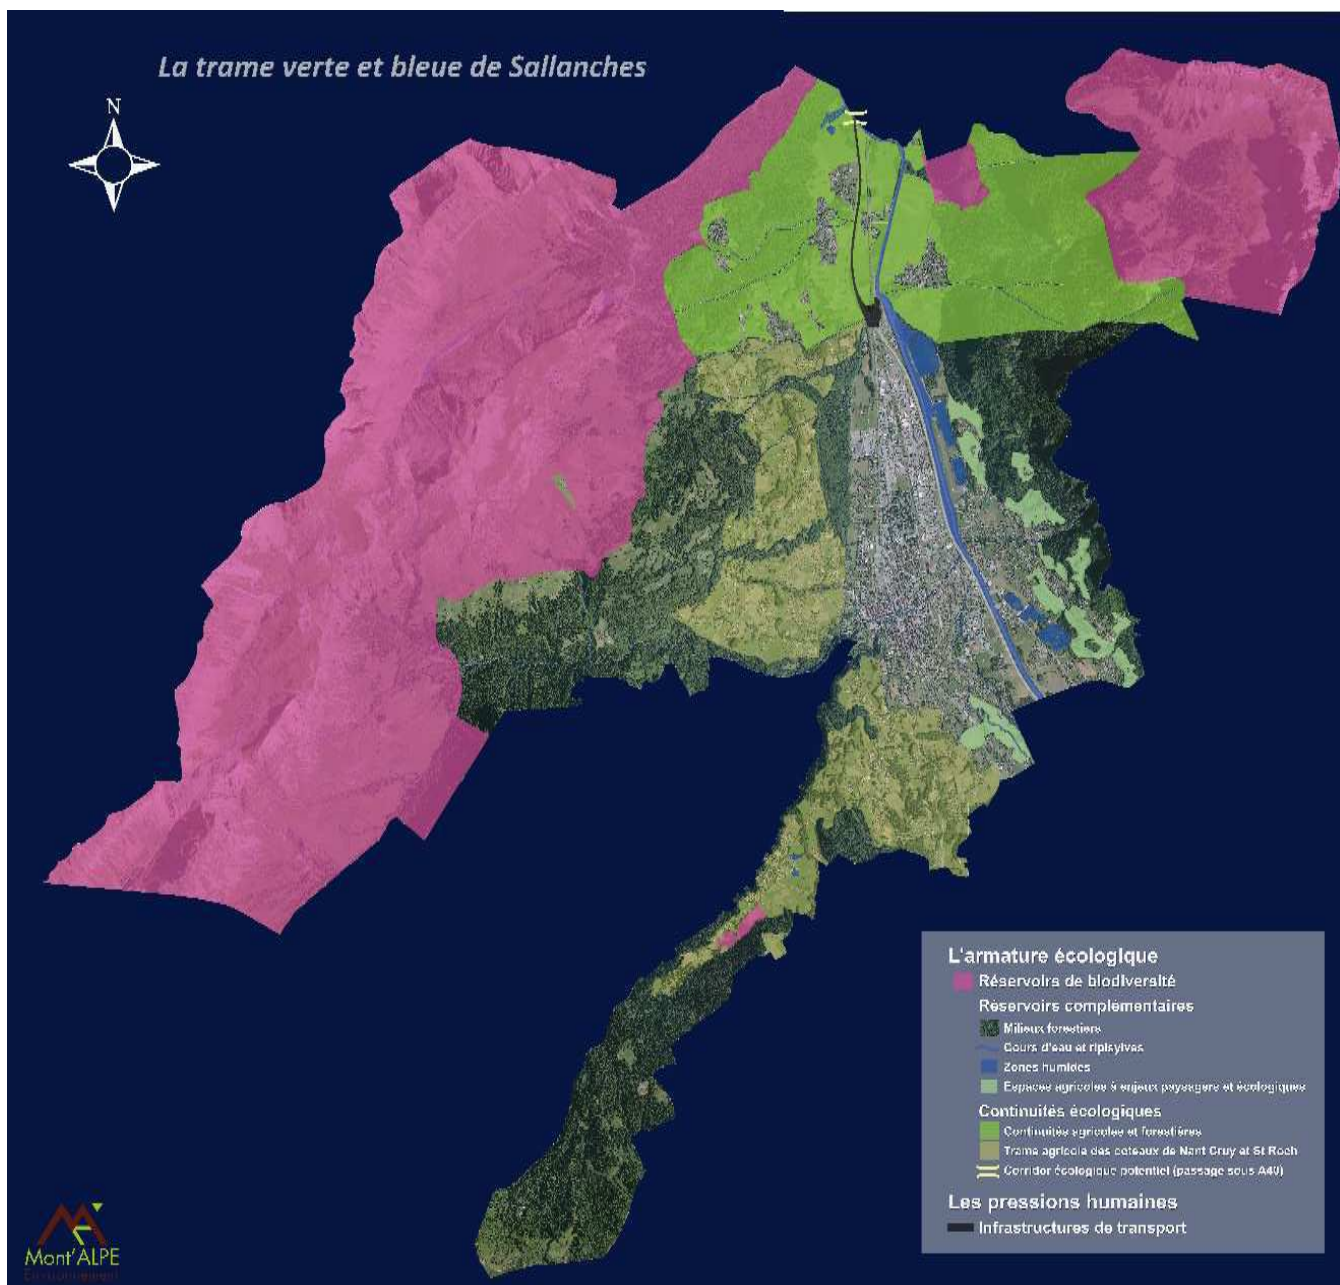 La trame verte et bleue de Sallanches
N
L'armature écologique
Réservoirs de biodiversité
Réservoirs complémentaires
Milieux forestiers
Cours d'eau et ripisylves
Zones humides
Espaces agricoles à enjeux paysagers et écologiques
Continuités écologiques
Continuités agricoles et forestières
Trame agricole des coteaux de Nant Cruy et St Roch
Corridor écologique potentiel (passage sous A40)
Les pressions humaines
Infrastructures de transport
Mont'ALPE
Environnement